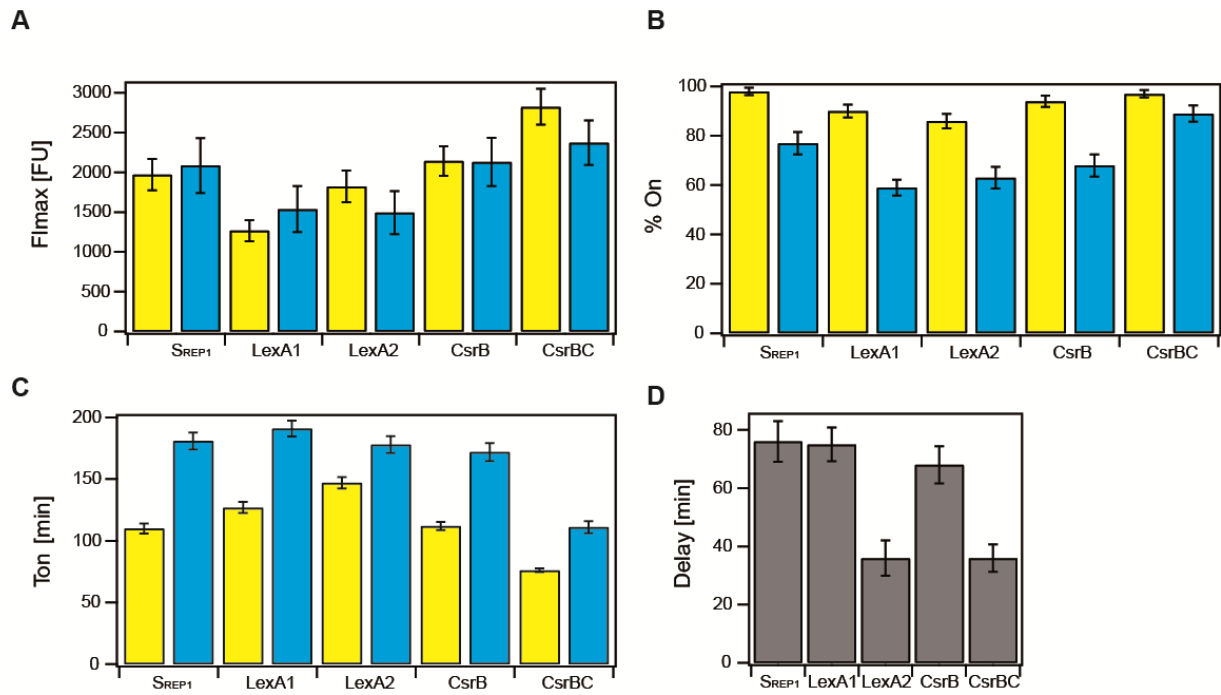 A
Flmax [FU]
3000
2500
2000
1500
1000
500
0
SREP1 LexA1 LexA2 CsrB CsrBC
B
% On
100
80
60
40
20
0
SREP1 LexA1 LexA2 CsrB CsrBC
C
Ton [min]
200
150
100
50
0
SREP1 LexA1 LexA2 CsrB CsrBC
D
Delay [min]
80
60
40
20
0
SREP1 LexA1 LexA2 CsrB CsrBC